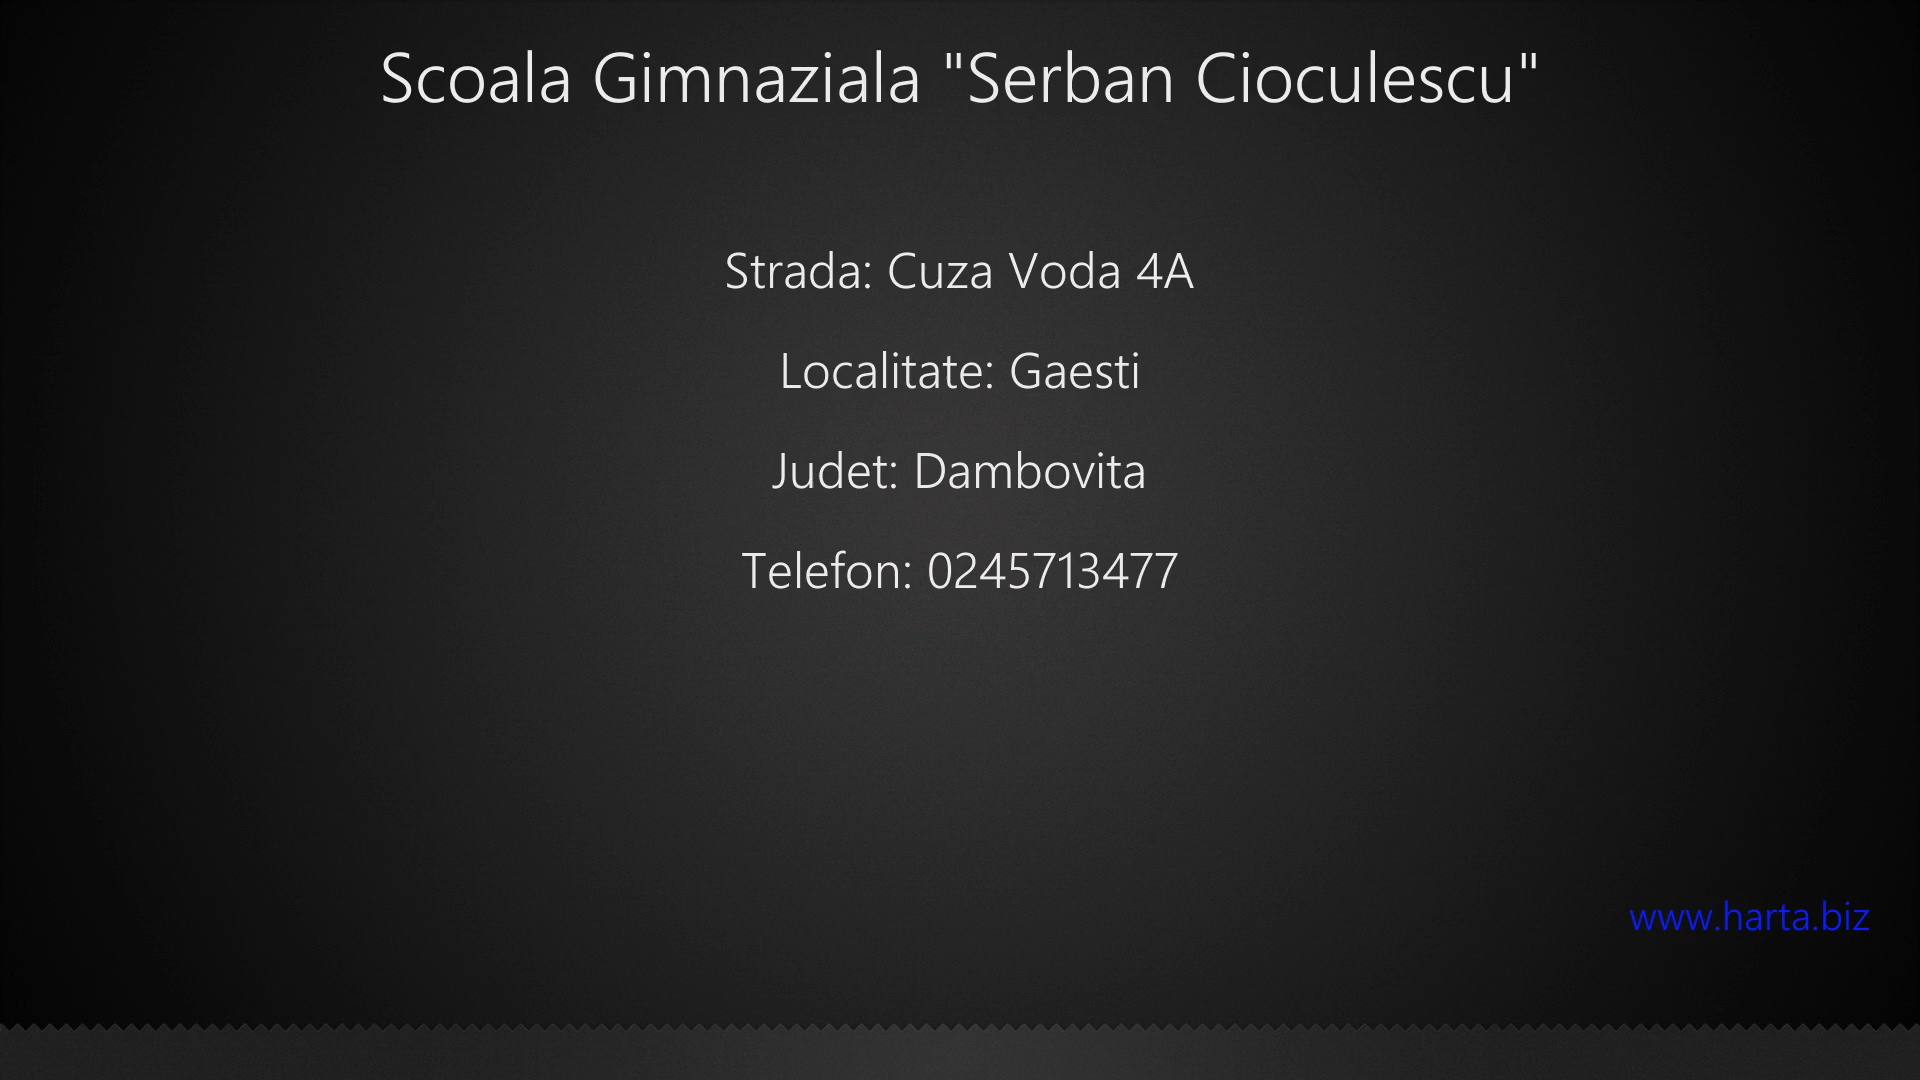 Scoala Gimnaziala "Serban Cioculescu"
Strada: Cuza Voda 4A
Localitate: Gaesti
Judet: Dambovita
Telefon: 0245713477
www.harta.biz